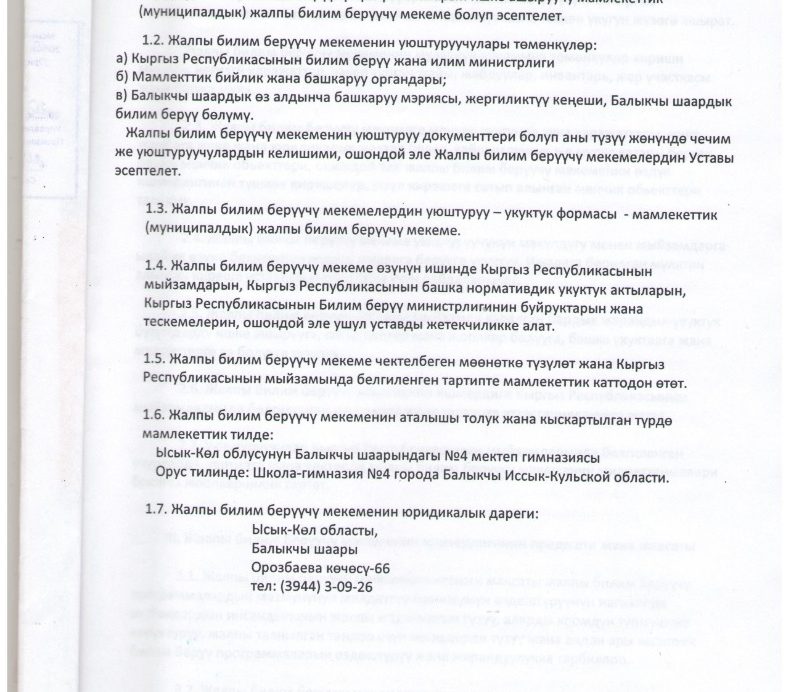 (муниципалдык) жалпы билим берүүчү мекеме болуп эсептелет.
1.2. Жалпы билим берүүчү мекеменин уюштуруучулары төмөнкүлөр:
а) Кыргыз Республикасынын билим берүү жана илим министрлиги
б) Мамлекттик бийлик жана башкаруу органдары;
в) Балыкчы шаардык өз алдынча башкаруу мэриясы, жергиликтүү кеңеши, Балыкчы шаардык
билим берүү бөлүмү.
Жалпы билим берүүчү мекеменин уюштуруу документтери болуп аны түзүү жөнүндө чечим
же уюштуруучулардын келишими, ошондой эле Жалпы билим берүүчү мекемелердин Уставы
эсептелет.
1.3. Жалпы билим берүүчү мекемелердин уюштуруу – укуктук формасы - мамлекеттик
(муниципалдык) жалпы билим берүүчү мекеме.
1.4. Жалпы билим берүүчү мекеме өзүнүн ишинде Кыргыз Республикасынын
мыйзамдарын, Кыргыз Республикасынын башка нормативдик укуктук актыларын,
Кыргыз Республикасынын Билим берүү министрлигинин буйруктарын жана
тескемелерин, ошондой эле ушул уставды жетекчиликке алат.
1.5. Жалпы билим берүүчү мекеме чектелбеген мөөнөткө түзүлөт жана Кыргыз
Республикасынын мыйзамында белгиленген тартипте мамлекеттик каттодон өтөт.
1.6. Жалпы билим берүүчү мекеменин аталышы толук жана кыскартылган түрдө
мамлекеттик тилде:
Ысык-Көл облусунун Балыкчы шаарындагы №4 мектеп гимназиясы
Орус тилинде: Школа-гимназия №4 города Балыкчы Иссык-Кульской области.
1.7. Жалпы билим берүүчү мекеменин юридикалык дареги:
Ысык-Көл областы,
Балыкчы шаары
Орозбаева көчөсү-66
тел: (3944) 3-09-26